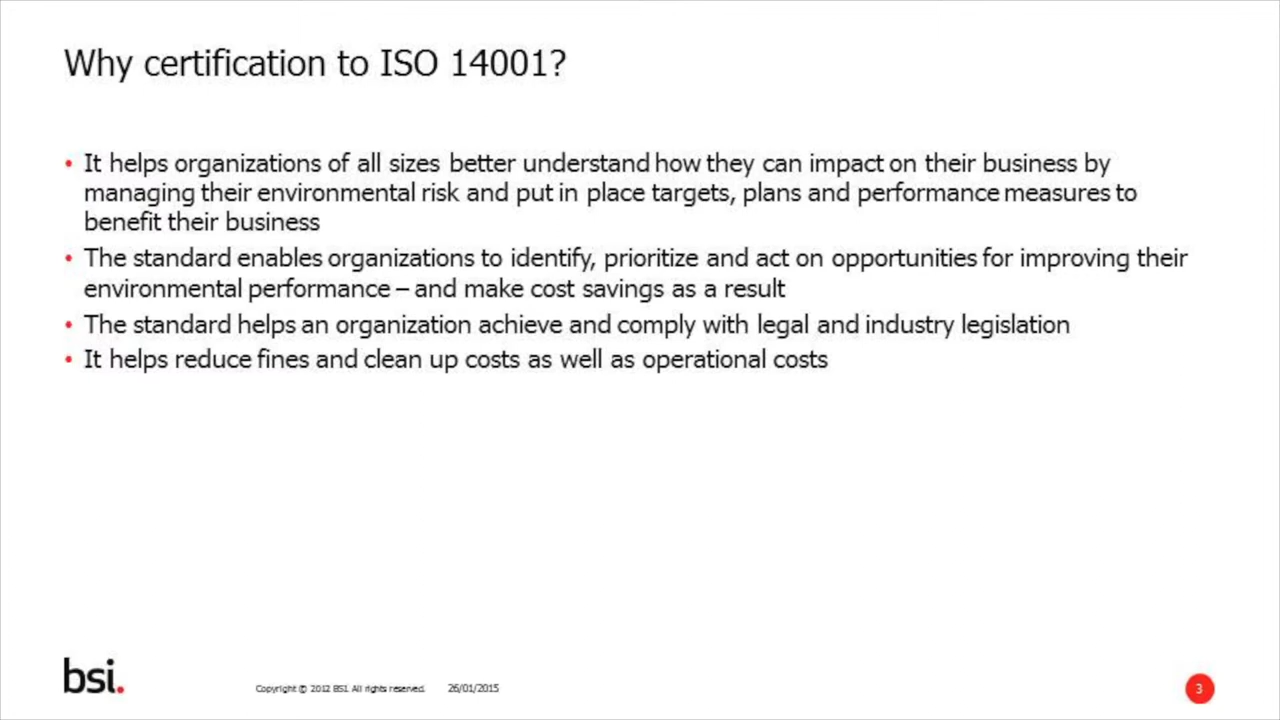 Why certification to ISO 14001?
• It helps organizations of all sizes better understand how they can impact on their business by
managing their environmental risk and put in place targets, plans and performance measures to
benefit their business
• The standard enables organizations to identify, prioritize and act on opportunities for improving their
environmental performance – and make cost savings as a result
• The standard helps an organization achieve and comply with legal and industry legislation
• It helps reduce fines and clean up costs as well as operational costs
bsi.
Copyright © 2012 BSI. All rights reserved.
26/01/2015
3